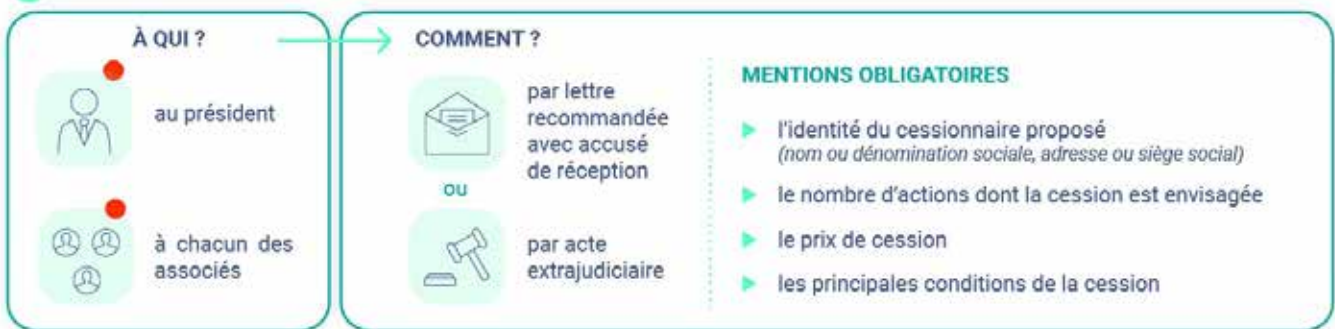 À QUI ?
au président
à chacun des
associés
COMMENT ?
par lettre
recommandée
avec accusé
de réception
ou
par acte
extrajudiciaire
MENTIONS OBLIGATOIRES
l'identité du cessionnaire proposé
(nom ou dénomination sociale, adresse ou siège social)
le nombre d'actions dont la cession est envisagée
le prix de cession
les principales conditions de la cession